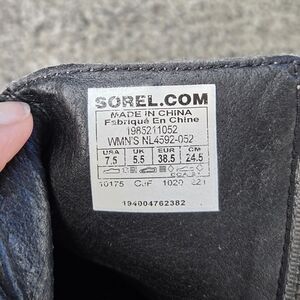 SOREL.COM
MADE IN CHINA
Fabriqué En Chine
1985211052
WMN'S NL4592-052
USA UK EUR CM
7.5 5.5 38.5 24.5
10175 1020
194004762382